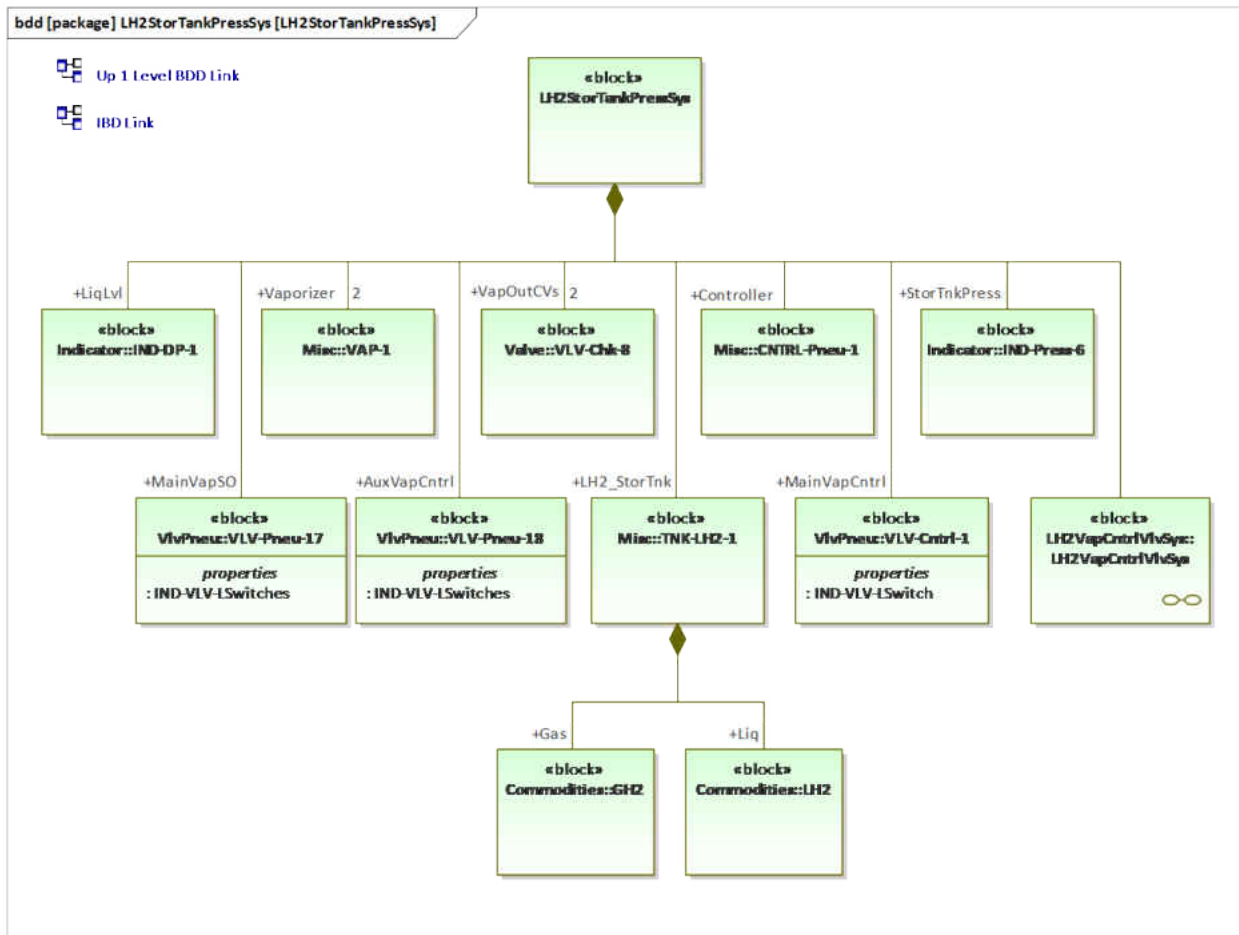 bdd [package] LH2StorTankPressSys [LH2StorTankPressSys]
Up 1 Level BDD Link
IBD Link
«block»
LH2StorTankPressSys
+LiqLvl
+Vaporizer 2
+VapOutCVs 2
+Controller
+StorTnkPress
«block»
Indicator::IND-DP-1
«block»
Misc::VAP-1
«block»
Valve::VLV-Chk-8
«block»
Misc::CNTRL-Pneu-1
«block»
Indicator::IND-Press-6
+MainVapSO
+AuxVapCntrl
+LH2_StorTnk
+MainVapCntrl
«block»
VlvPneu::VLV-Pneu-17
properties
: IND-VLV-LSwitches
«block»
VlvPneu::VLV-Pneu-18
properties
: IND-VLV-LSwitches
«block»
Misc::TNK-LH2-1
«block»
VlvPneu::VLV-Cntrl-1
properties
: IND-VLV-LSwitch
«block»
LH2VapCntrlVlvSys::
LH2VapCntrlVlvSys
+Gas
+Liq
«block»
Commodities::GH2
«block»
Commodities::LH2